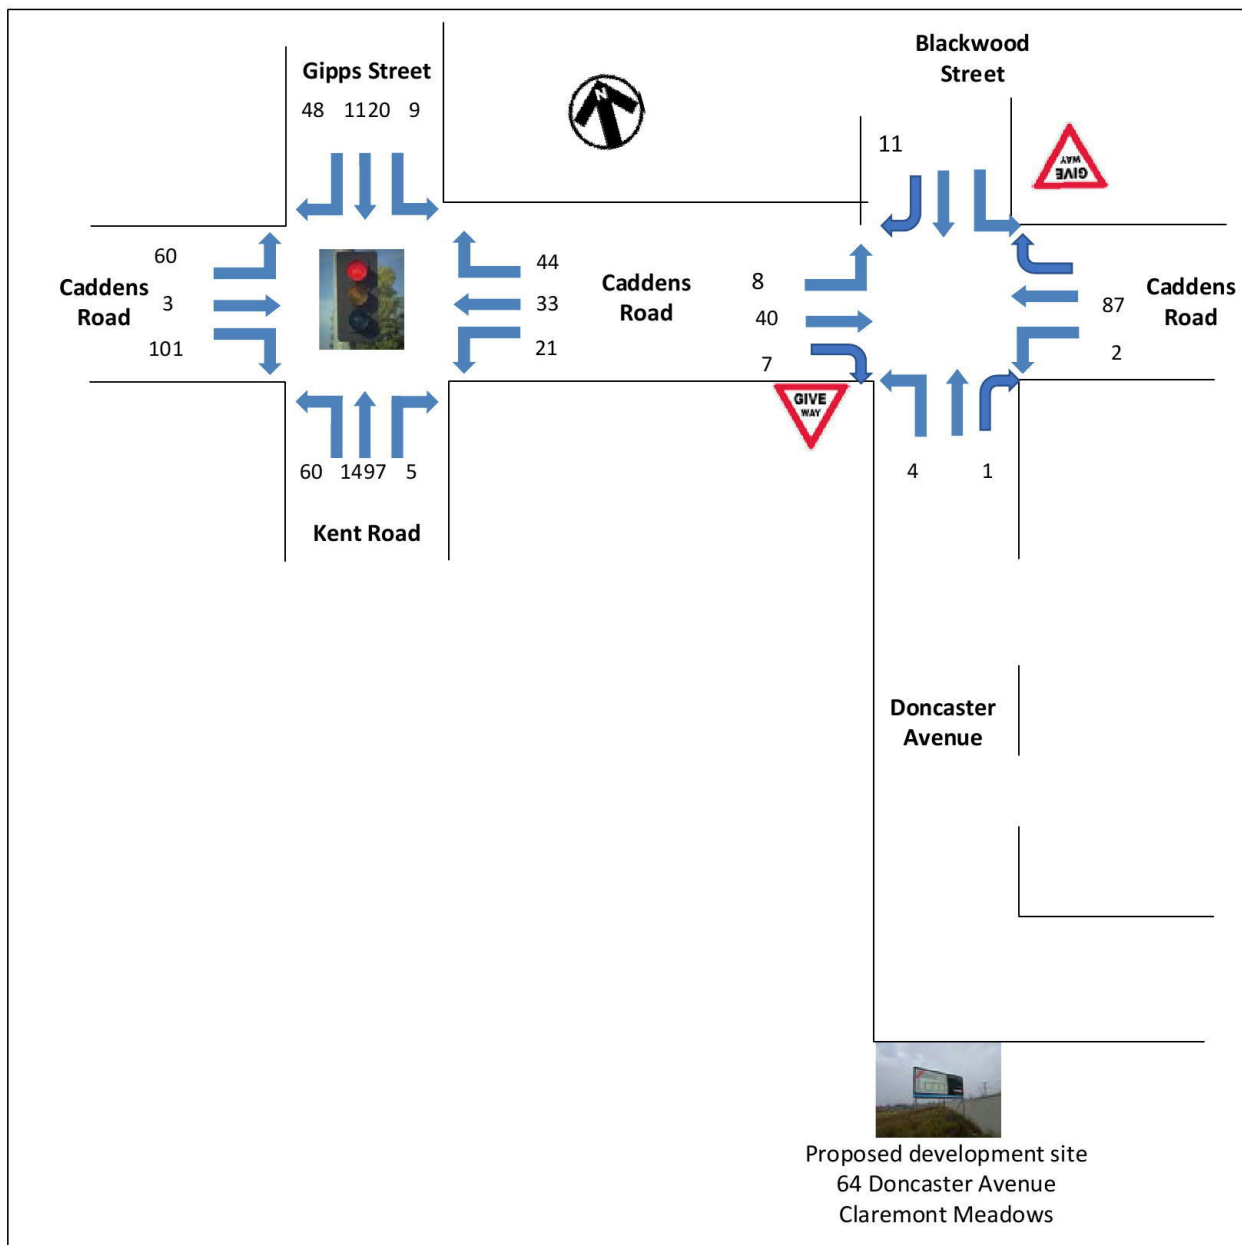 Gipps Street
48 1120 9
N
Blackwood
Street
11
GIVE
WAY
60
3
101
Caddens
Road
44
33
21
Caddens
Road
8
40
7
87
2
Caddens
Road
GIVE
WAY
60 1497 5
Kent Road
4 1
Doncaster
Avenue
Proposed development site
64 Doncaster Avenue
Claremont Meadows